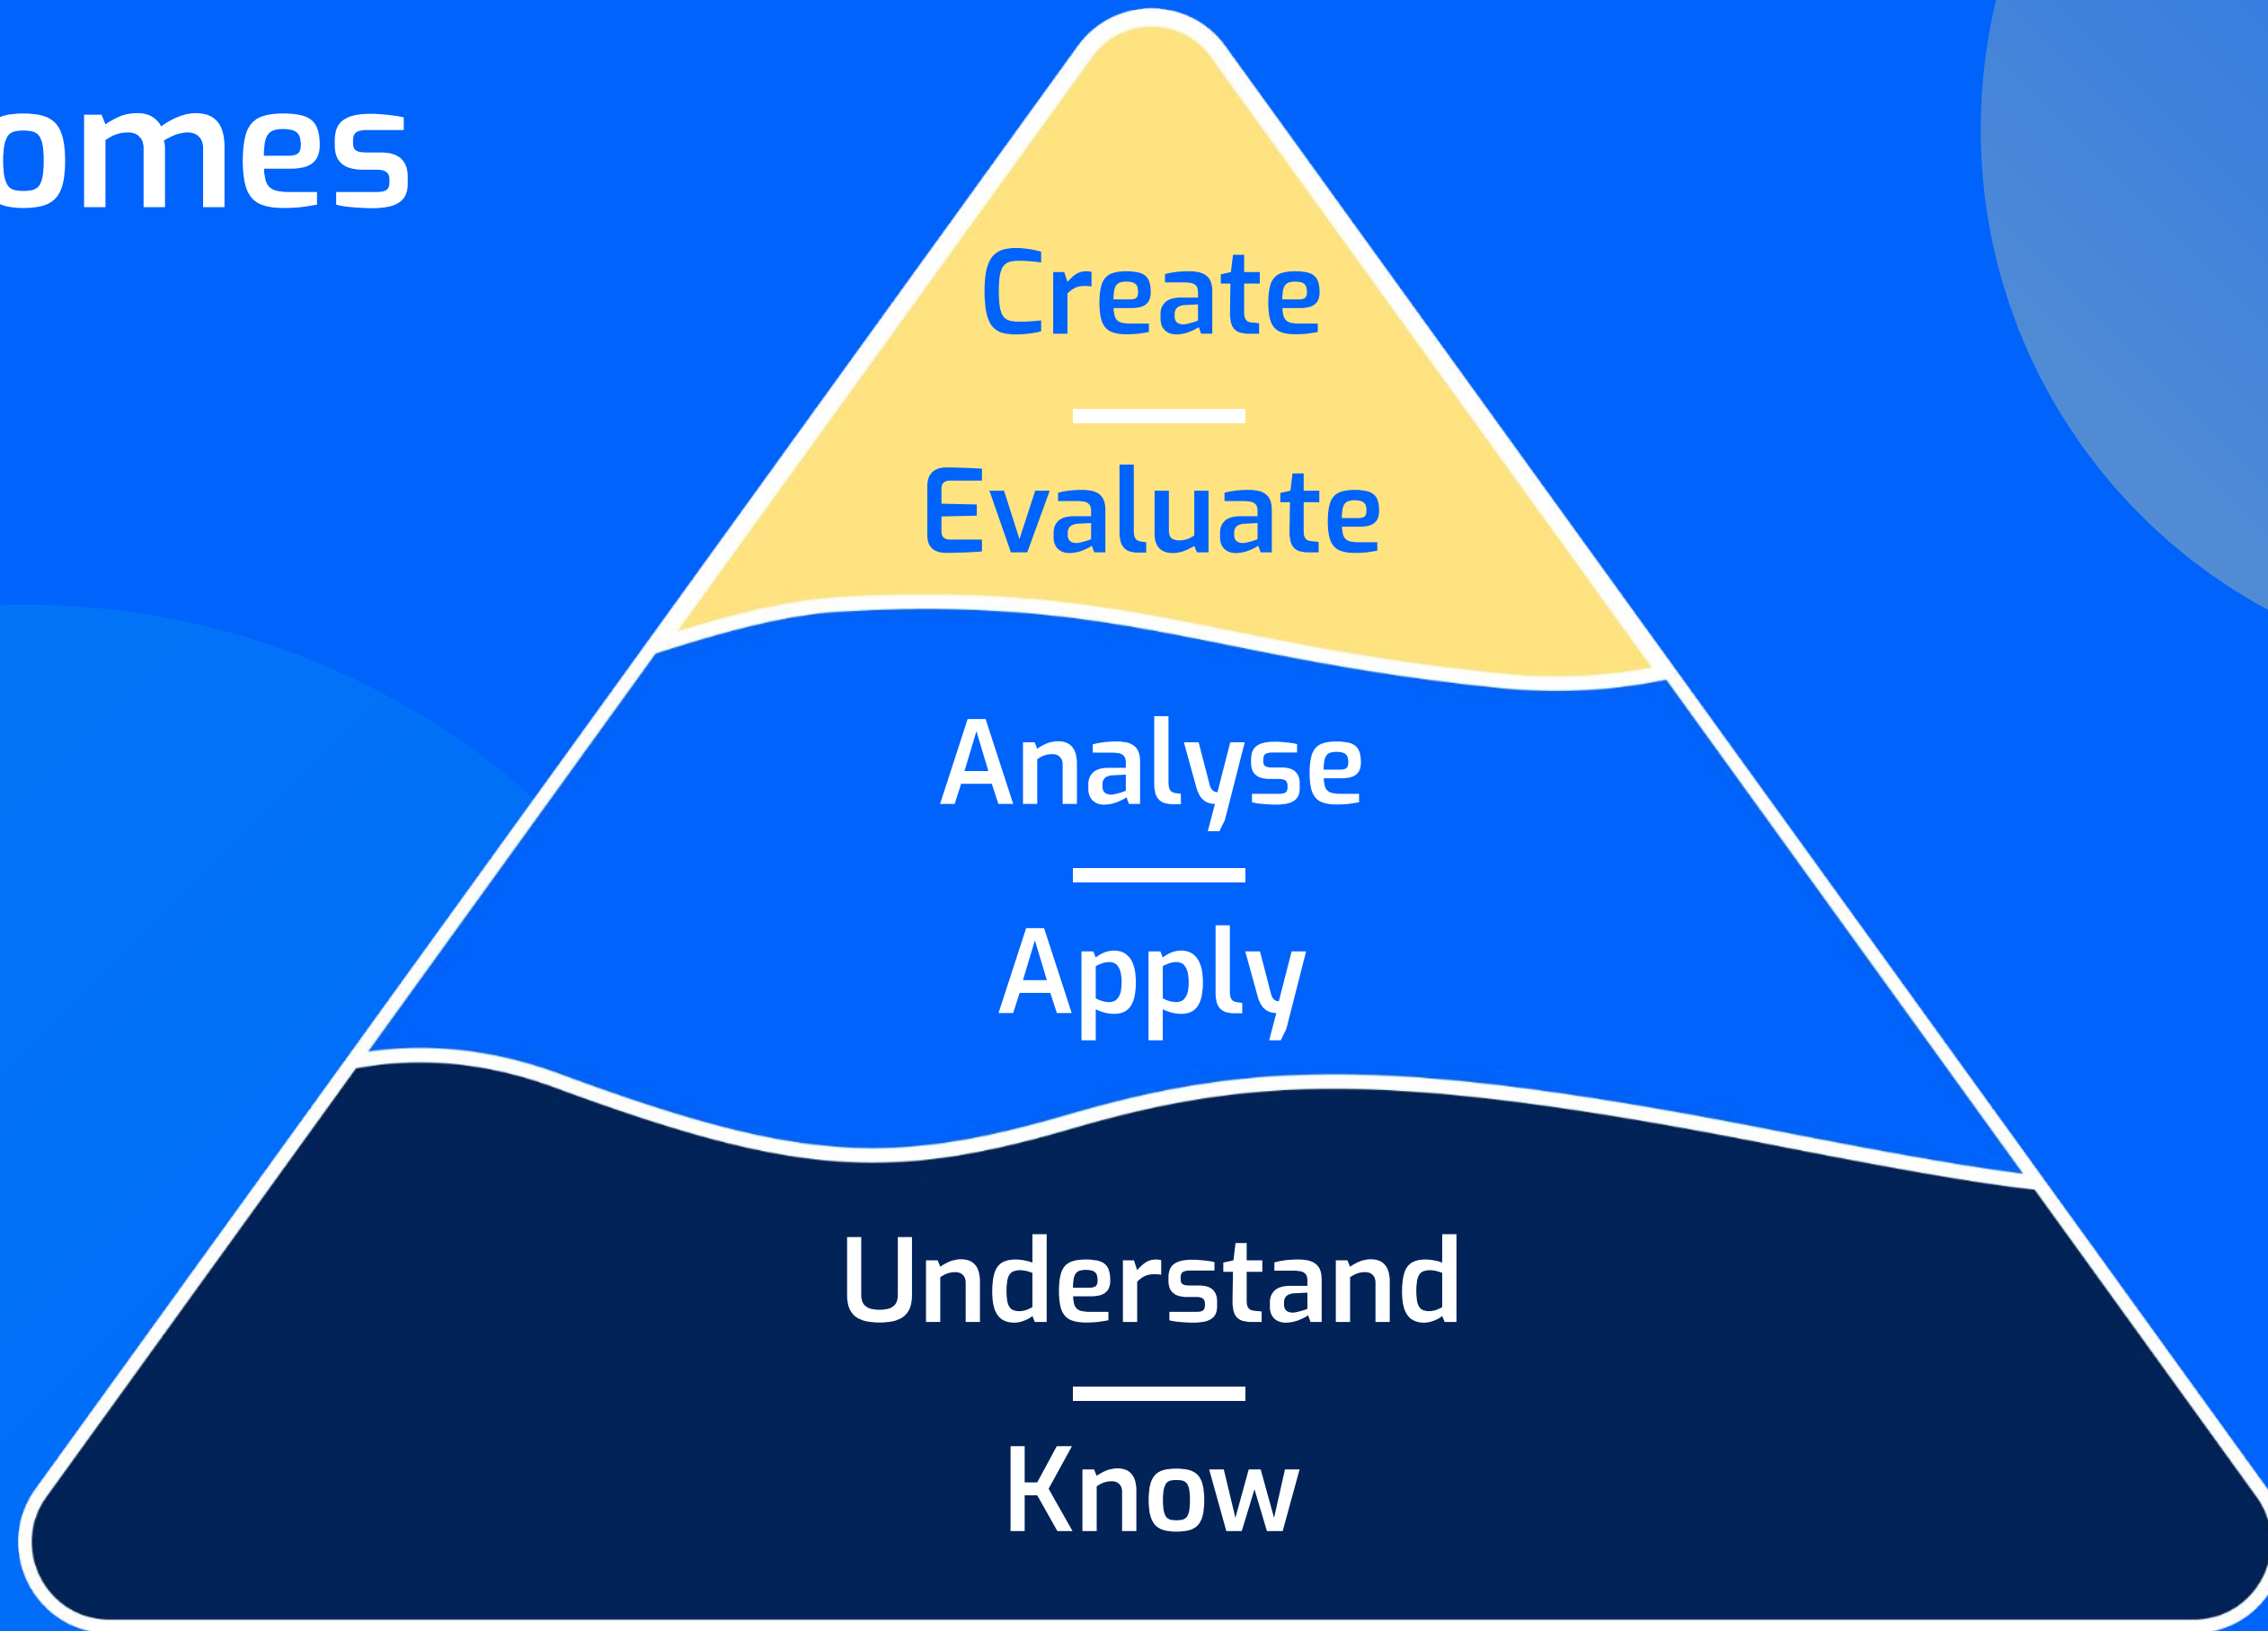 omes
Create
Evaluate
Analyse
Apply
Understand
Know